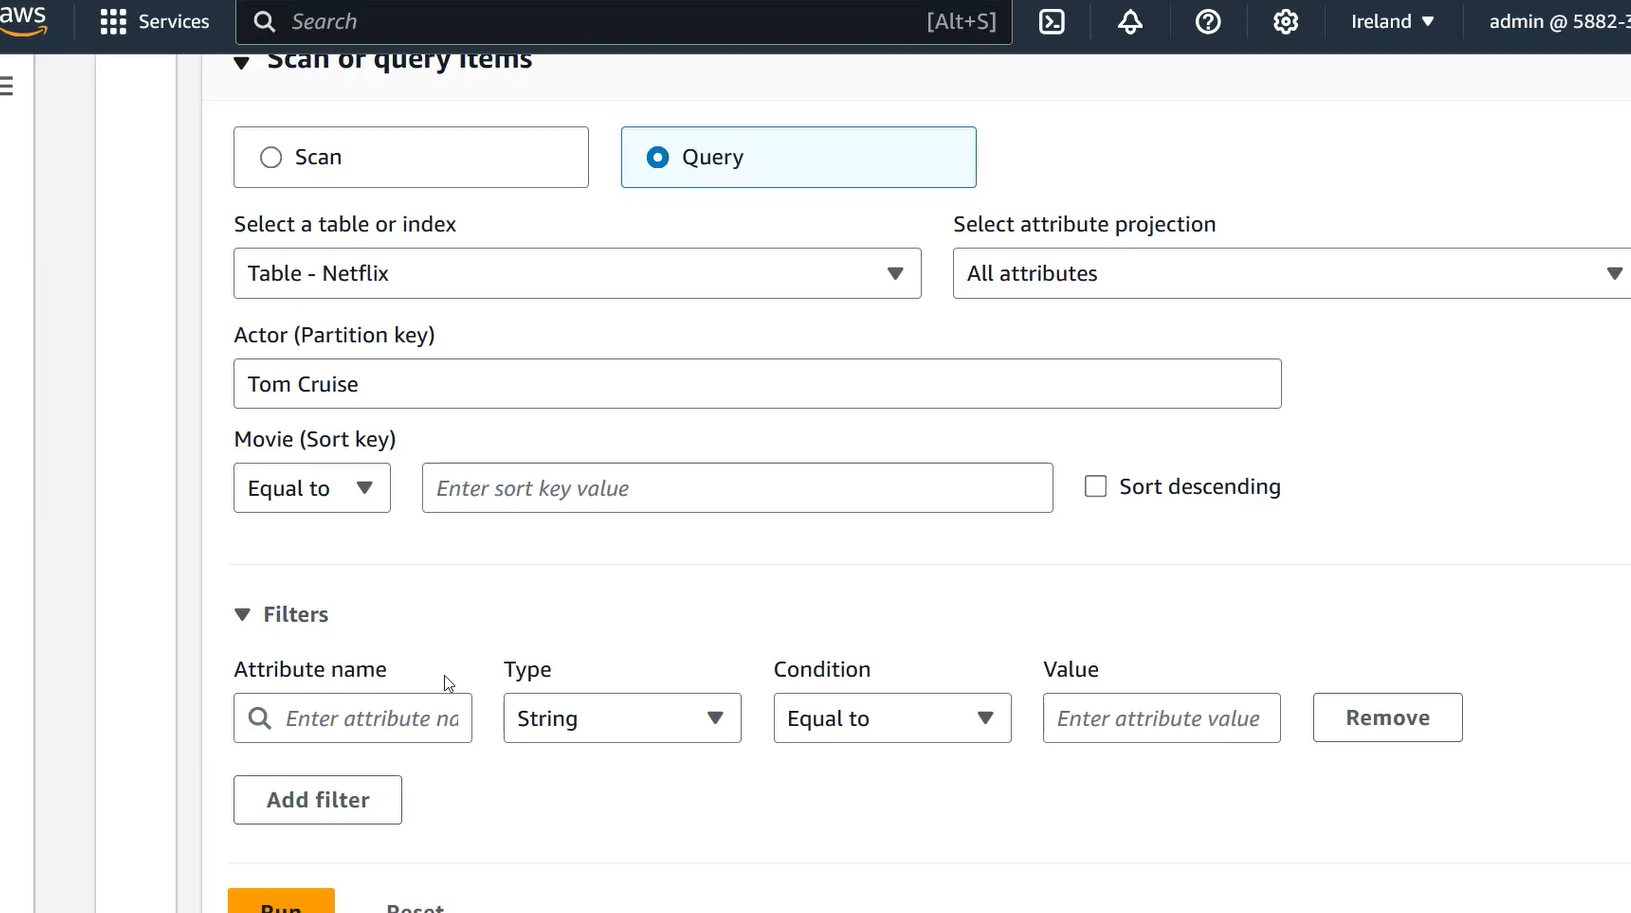 aws Services Search [Alt+S] Ireland admin @ 5882-3
Scan or query items
Scan Query
Select a table or index Select attribute projection
Table - Netflix All attributes
Actor (Partition key)
Tom Cruise
Movie (Sort key)
Equal to Enter sort key value Sort descending
Filters
Attribute name Type Condition Value
Enter attribute na String Equal to Enter attribute value Remove
Add filter
Run Reset